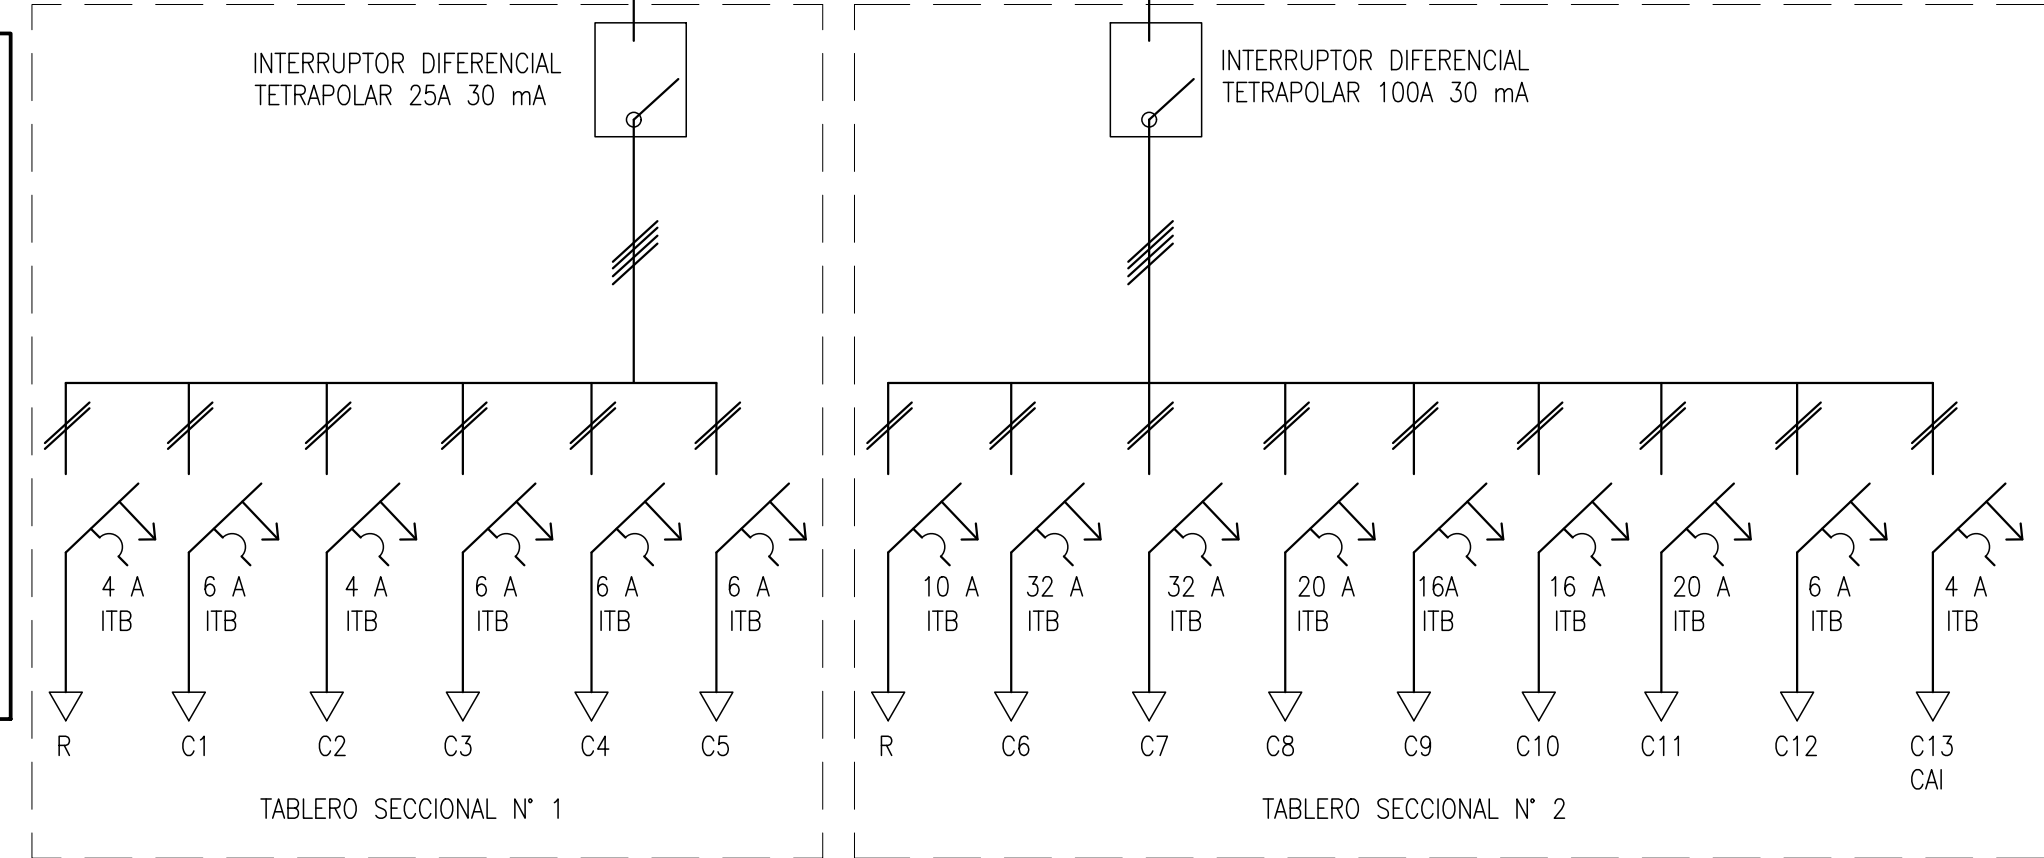 INTERRUPTOR DIFERENCIAL
TETRAPOLAR 25A 30 mA
INTERRUPTOR DIFERENCIAL
TETRAPOLAR 100A 30 mA
4 A
ITB
6 A
ITB
4 A
ITB
6 A
ITB
6 A
ITB
6 A
ITB
10 A
ITB
32 A
ITB
32 A
ITB
20 A
ITB
16A
ITB
16 A
ITB
20 A
ITB
6 A
ITB
4 A
ITB
R
C1
C2
C3
C4
C5
R
C6
C7
C8
C9
C10
C11
C12
C13
CAI
TABLERO SECCIONAL N° 1
TABLERO SECCIONAL N° 2